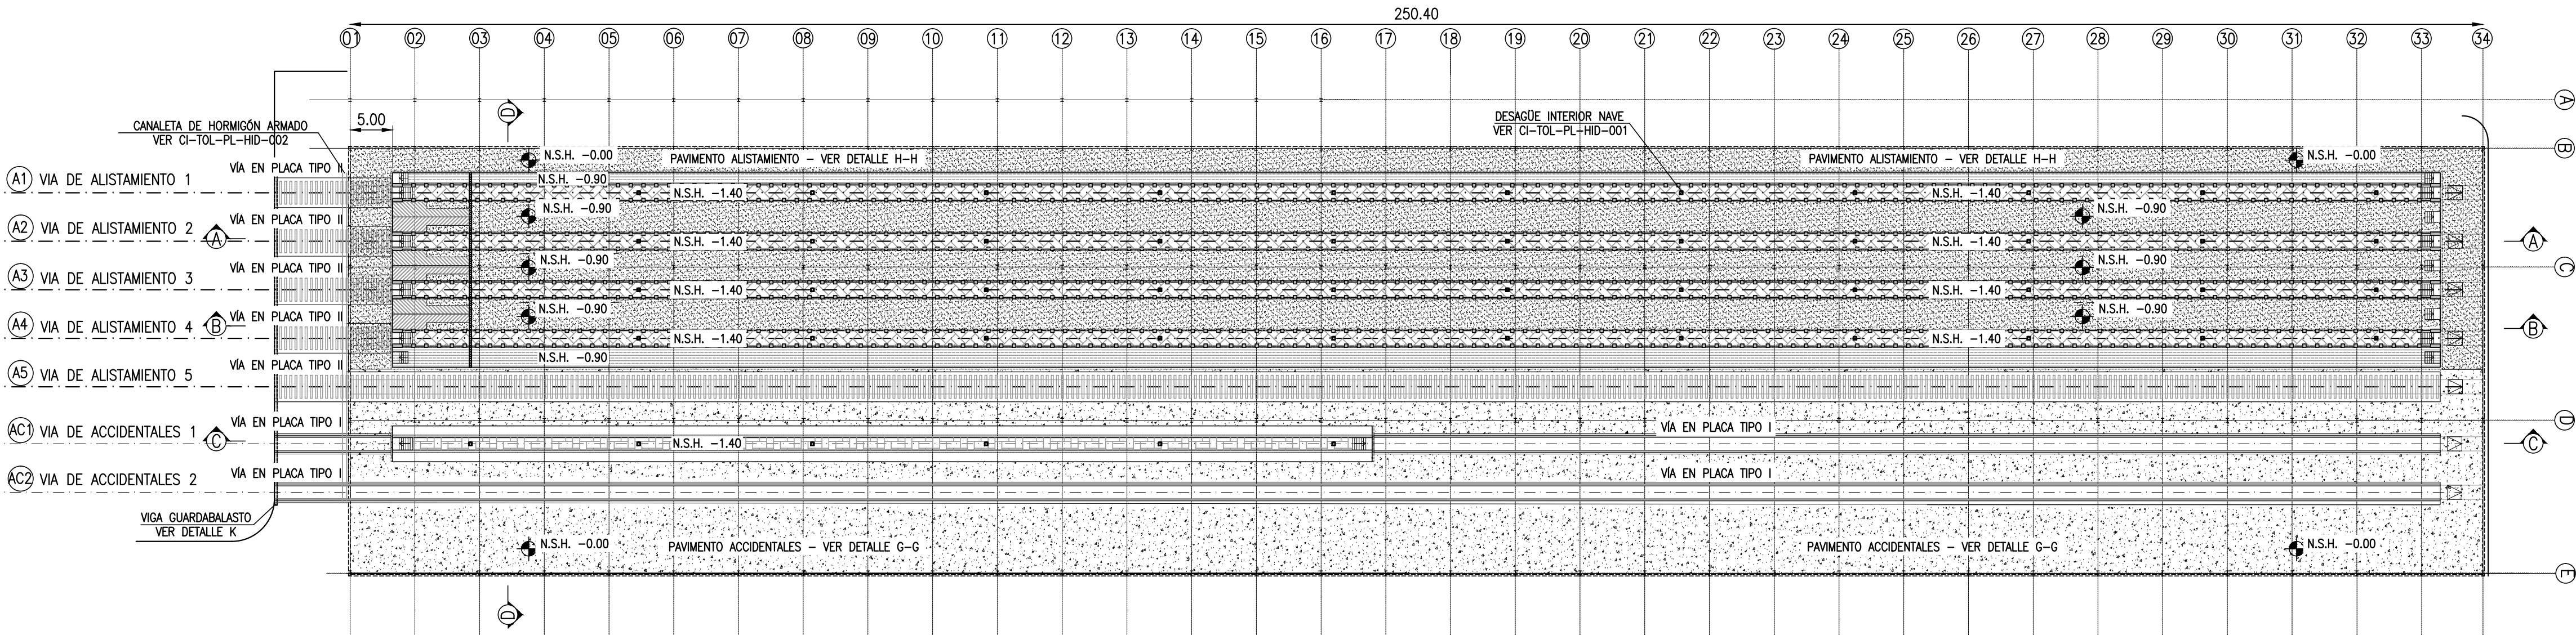 250.40
01 02 03 04 05 06 07 08 09 10 11 12 13 14 15 16 17 18 19 20 21 22 23 24 25 26 27 28 29 30 31 32 33 34
A
D
5.00
DESAGÜE INTERIOR NAVE
VER CI-TOL-PL-HID-001
CANALETA DE HORMIGÓN ARMADO
VER CI-TOL-PL-HID-002
B
N.S.H. -0.00
PAVIMENTO ALISTAMIENTO - VER DETALLE H-H
PAVIMENTO ALISTAMIENTO - VER DETALLE H-H
N.S.H. -0.00
VÍA EN PLACA TIPO II
A1 VIA DE ALISTAMIENTO 1
N.S.H. -0.90
N.S.H. -1.40
N.S.H. -1.40
N.S.H. -0.90
N.S.H. -0.90
VÍA EN PLACA TIPO II
A2 VIA DE ALISTAMIENTO 2
A
N.S.H. -1.40
N.S.H. -1.40
A
N.S.H. -0.90
N.S.H. -0.90
C
VÍA EN PLACA TIPO II
A3 VIA DE ALISTAMIENTO 3
N.S.H. -1.40
N.S.H. -1.40
N.S.H. -0.90
N.S.H. -0.90
VÍA EN PLACA TIPO II
A4 VIA DE ALISTAMIENTO 4
B
B
N.S.H. -1.40
N.S.H. -1.40
N.S.H. -0.90
VÍA EN PLACA TIPO II
A5 VIA DE ALISTAMIENTO 5
D
VÍA EN PLACA TIPO I
VÍA EN PLACA TIPO I
AC1 VIA DE ACCIDENTALES 1
C
N.S.H. -1.40
C
VÍA EN PLACA TIPO I
VÍA EN PLACA TIPO I
AC2 VIA DE ACCIDENTALES 2
VIGA GUARDABALASTO
VER DETALLE K
N.S.H. -0.00
PAVIMENTO ACCIDENTALES - VER DETALLE G-G
PAVIMENTO ACCIDENTALES - VER DETALLE G-G
N.S.H. -0.00
E
D